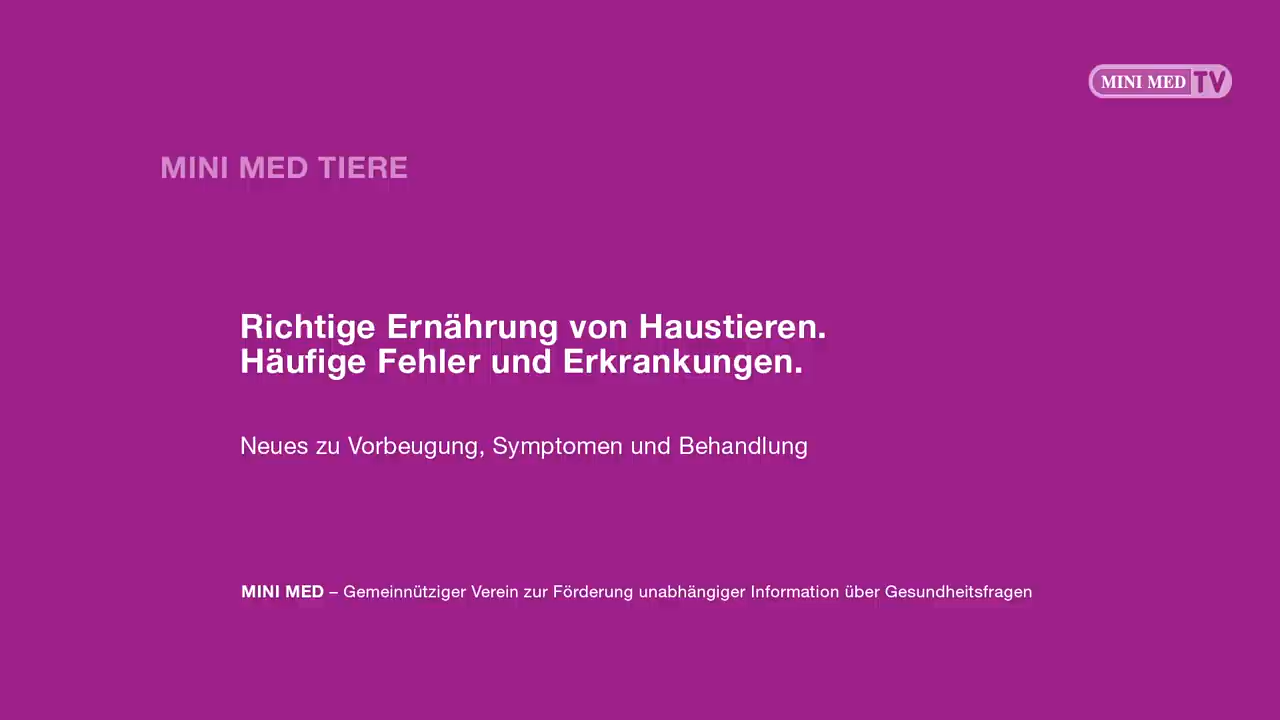 MINI MED TV
MINI MED TIERE
Richtige Ernährung von Haustieren.
Häufige Fehler und Erkrankungen.
Neues zu Vorbeugung, Symptomen und Behandlung
MINI MED – Gemeinnütziger Verein zur Förderung unabhängiger Information über Gesundheitsfragen